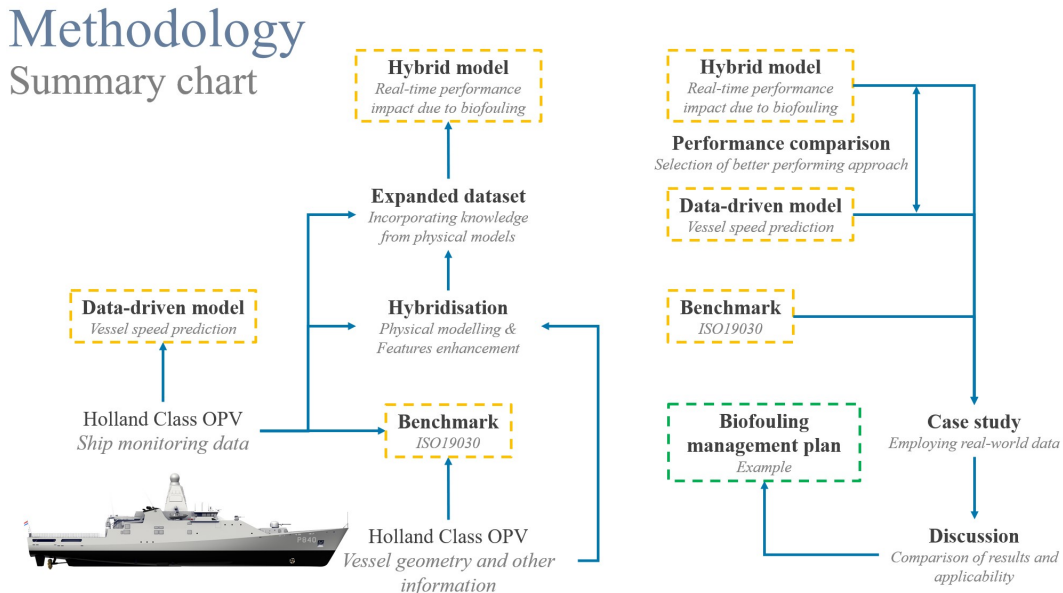 Methodology
Summary chart
Hybrid model
Real-time performance
impact due to biofouling
Expanded dataset
Incorporating knowledge
from physical models
Data-driven model
Vessel speed prediction
Hybridisation
Physical modelling &
Features enhancement
Holland Class OPV
Ship monitoring data
Benchmark
ISO19030
P840
Holland Class OPV
Vessel geometry and other
information
Hybrid model
Real-time performance
impact due to biofouling
Performance comparison
Selection of better performing approach
Data-driven model
Vessel speed prediction
Benchmark
ISO19030
Biofouling
management plan
Example
Case study
Employing real-world data
Discussion
Comparison of results and
applicability